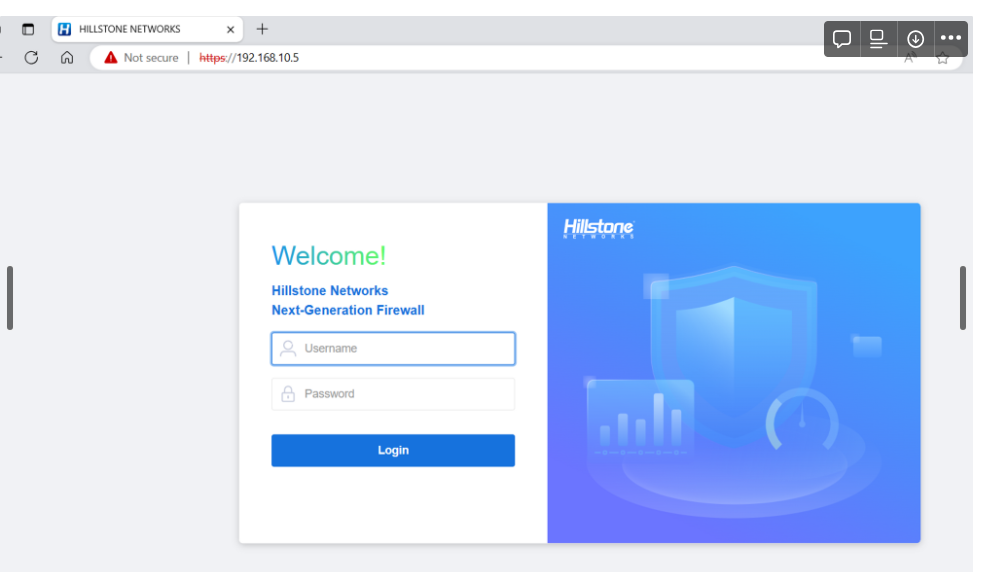 HILLSTONE NETWORKS
Not secure | https://192.168.10.5
Hillstone
NETWORKS
Welcome!
Hillstone Networks
Next-Generation Firewall
Username
Password
Login